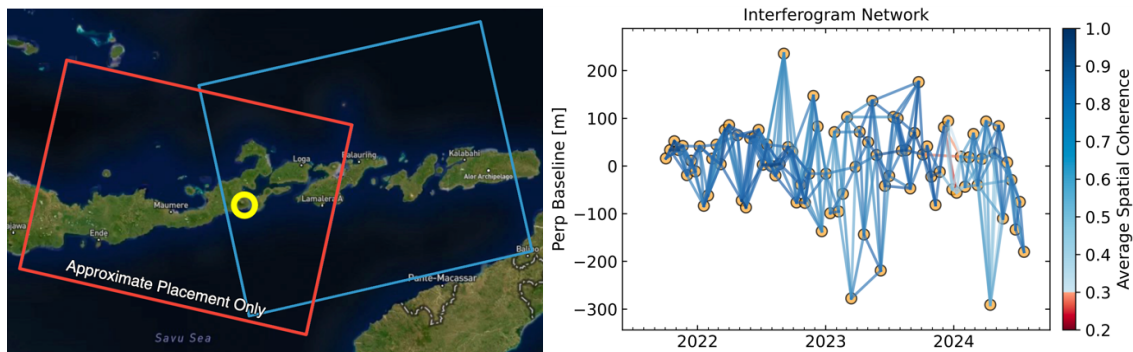 Loga
Balauring
Kalabahi
Alor Archipelago
Lamalera A
Maumere
Ende
Approximate Placement Only
Savu Sea
Interferogram Network
Perp Baseline [m]
200
100
0
−100
−200
−300
2022
2023
2024
1.0
0.9
0.8
0.7
0.6
0.5
0.4
0.3
0.2
Average Spatial Coherence